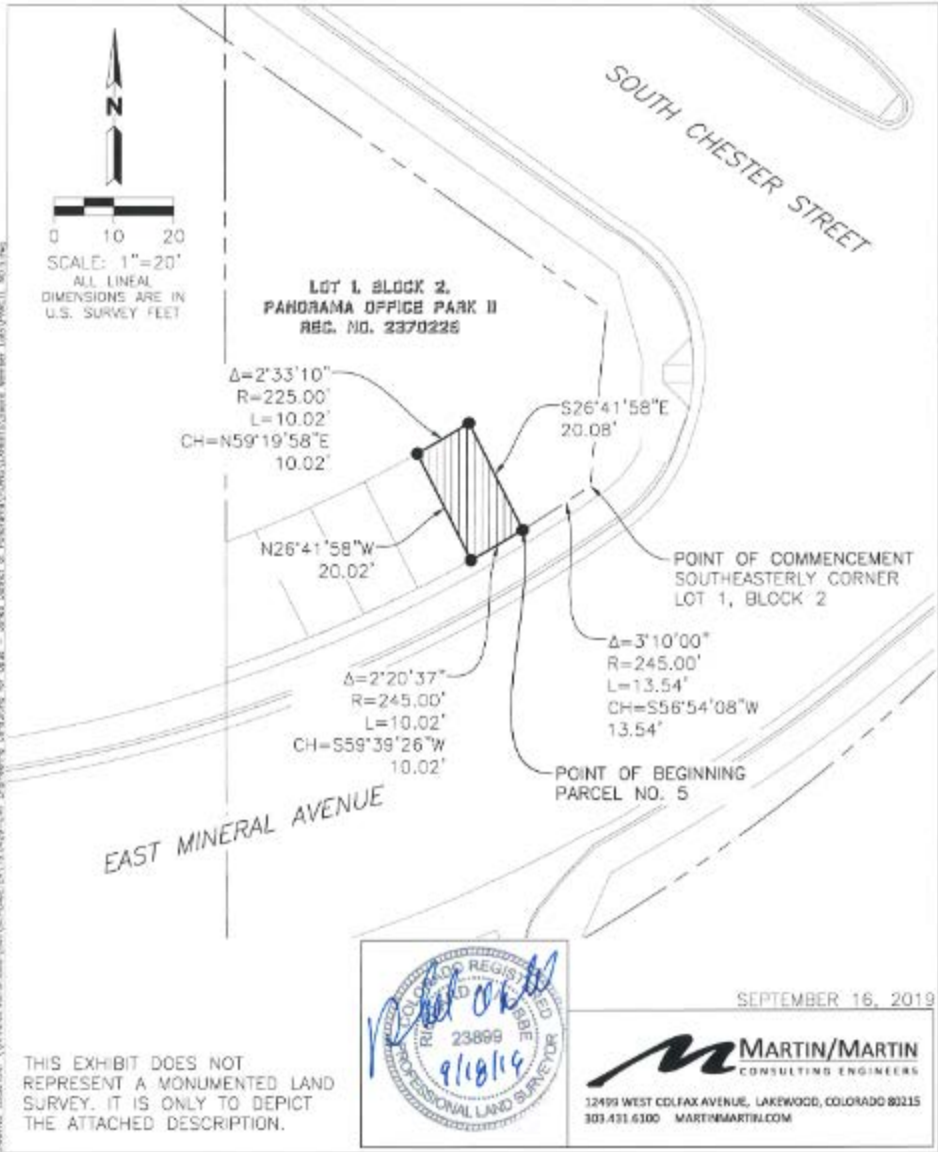 N
0 10 20
SCALE: 1"=20'
ALL LINEAR
DIMENSIONS ARE IN
U.S. SURVEY FEET
SOUTH CHESTER STREET
LOT 1, BLOCK 2,
PANORAMA OFFICE PARK II
REC. NO. 2370226
Δ=2°33'10"
R=225.00'
L=10.02'
CH=N59°19'58"E
10.02'
S26°41'58"E
20.08'
N26°41'58"W
20.02'
POINT OF COMMENCEMENT
SOUTHEASTERLY CORNER
LOT 1, BLOCK 2
Δ=3°10'00"
R=245.00'
L=13.54'
CH=S56°54'08"W
13.54'
Δ=2°20'37"
R=245.00'
L=10.02'
CH=S59°39'26"W
10.02'
POINT OF BEGINNING
PARCEL NO. 5
EAST MINERAL AVENUE
THIS EXHIBIT DOES NOT
REPRESENT A MONUMENTED LAND
SURVEY. IT IS ONLY TO DEPICT
THE ATTACHED DESCRIPTION.
COLORADO REGISTERED
23899
9/18/19
PROFESSIONAL LAND SURVEYOR
SEPTEMBER 16, 2019
MARTIN/MARTIN
CONSULTING ENGINEERS
12499 WEST COLFAX AVENUE, LAKEWOOD, COLORADO 80215
303.431.6100 MARTINMARTIN.COM